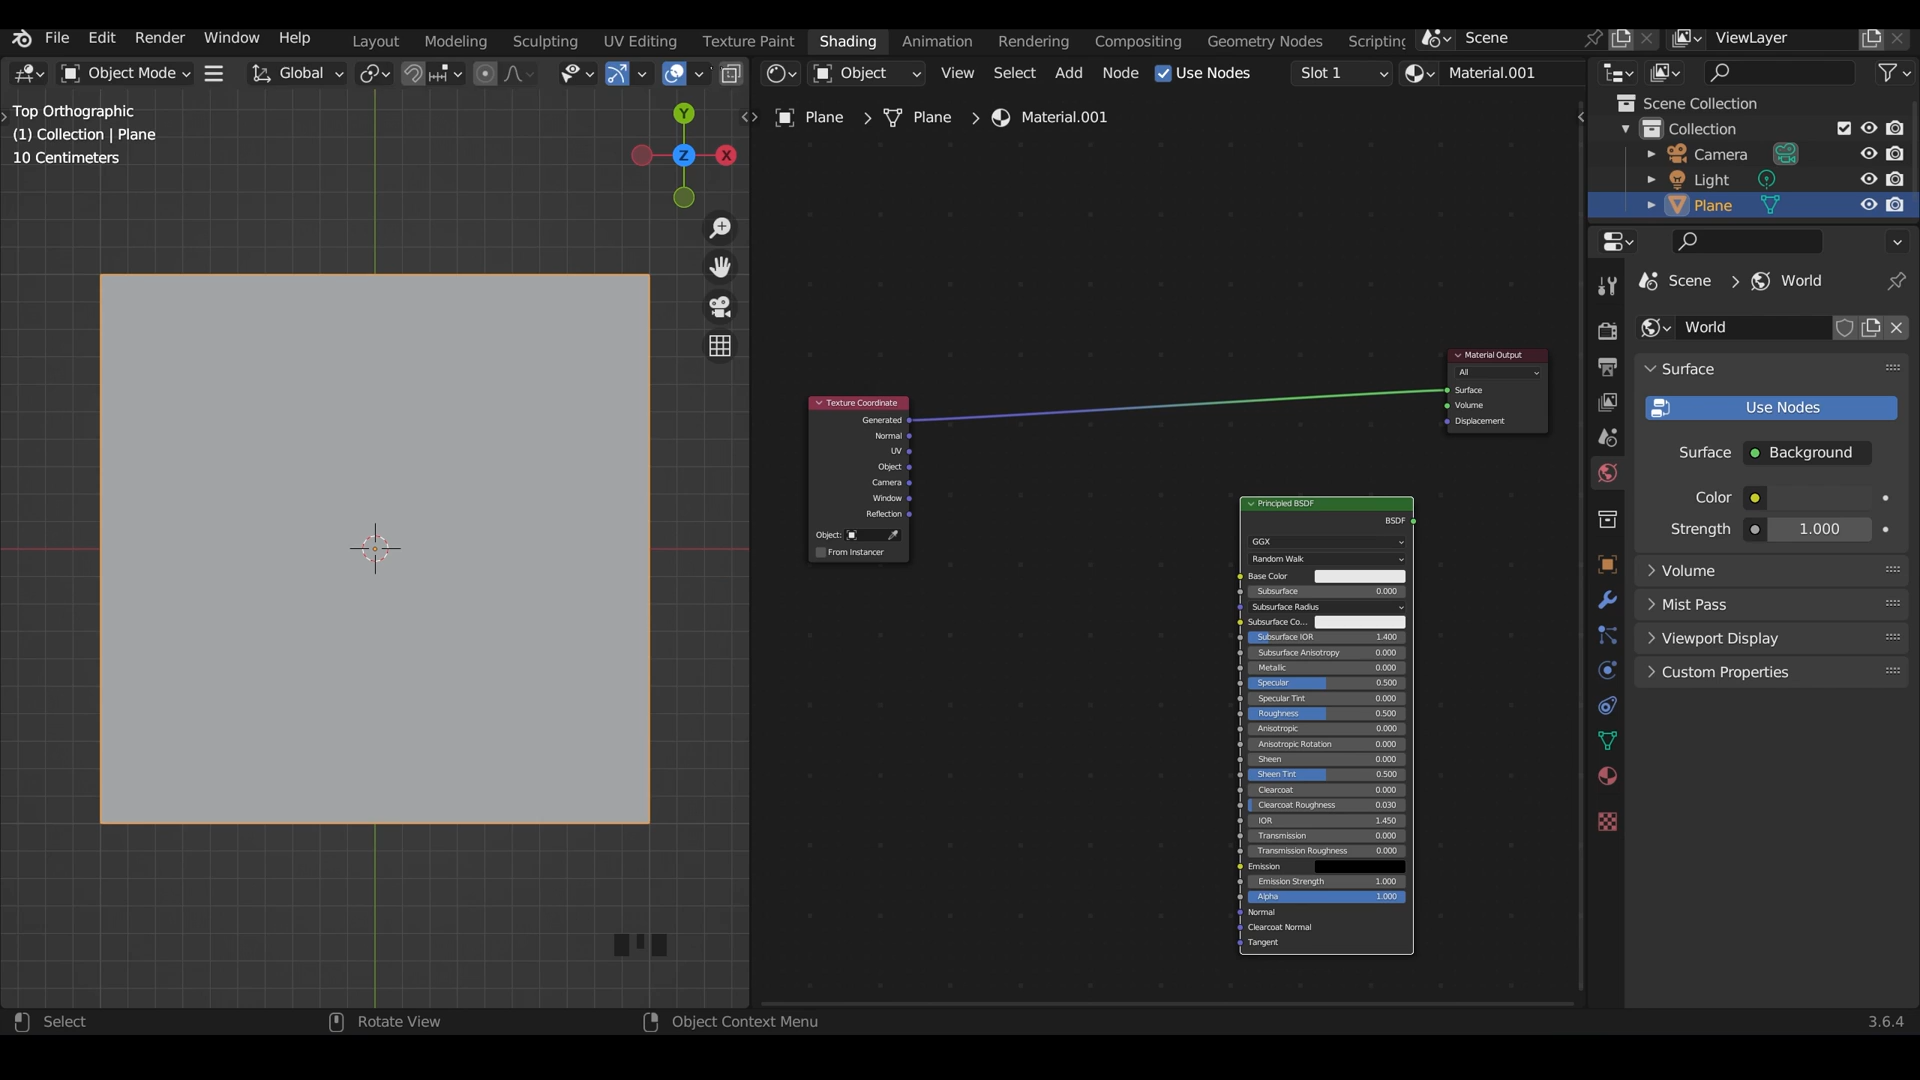 File Edit Render Window Help Layout Modeling Sculpting UV Editing Texture Paint Shading Animation Rendering Compositing Geometry Nodes Scripting Scene ViewLayer
Object Mode Global Object View Select Add Node Use Nodes Slot 1 Material.001
Top Orthographic
(1) Collection | Plane
10 Centimeters
Y
Z
X
Plane > Plane > Material.001
Texture Coordinate
Generated
Normal
UV
Object
Camera
Window
Reflection
Object:
From Instancer
Material Output
All
Surface
Volume
Displacement
Principled BSDF
BSDF
GGX
Random Walk
Base Color
Subsurface 0.000
Subsurface Radius
Subsurface Co...
Subsurface IOR 1.400
Subsurface Anisotropy 0.000
Metallic 0.000
Specular 0.500
Specular Tint 0.000
Roughness 0.500
Anisotropic 0.000
Anisotropic Rotation 0.000
Sheen 0.000
Sheen Tint 0.500
Clearcoat 0.000
Clearcoat Roughness 0.030
IOR 1.450
Transmission 0.000
Transmission Roughness 0.000
Emission
Emission Strength 1.000
Alpha 1.000
Normal
Clearcoat Normal
Tangent
Scene Collection
Collection
Camera
Light
Plane
Scene > World
World
Surface
Use Nodes
Surface Background
Color
Strength 1.000
Volume
Mist Pass
Viewport Display
Custom Properties
Select Rotate View Object Context Menu 3.6.4